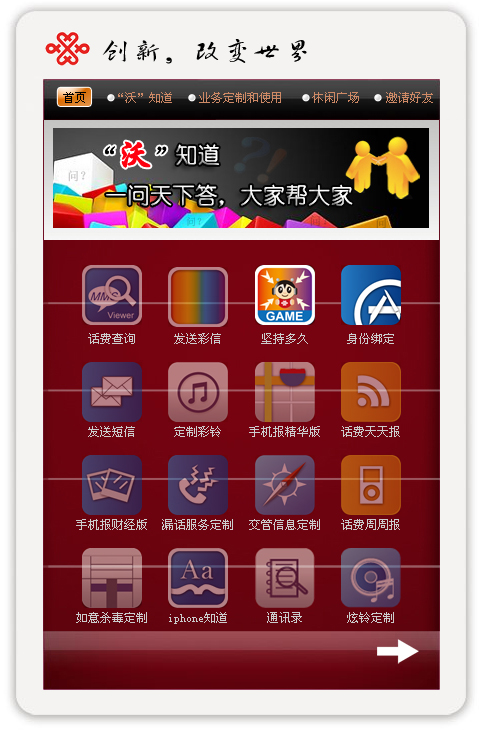 创新，改变世界
首页 “沃”知道 业务定制和使用 休闲广场 邀请好友
“沃”知道
一问天下答，大家帮大家
问?
问?
问?
MMS
Viewer
GAME
话费查询 发送彩信 坚持多久 身份绑定
发送短信 定制彩铃 手机报精华版 话费天天报
手机报财经版 漏话服务定制 交管信息定制 话费周周报
Aa
如意杀毒定制 iphone知道 通讯录 炫铃定制